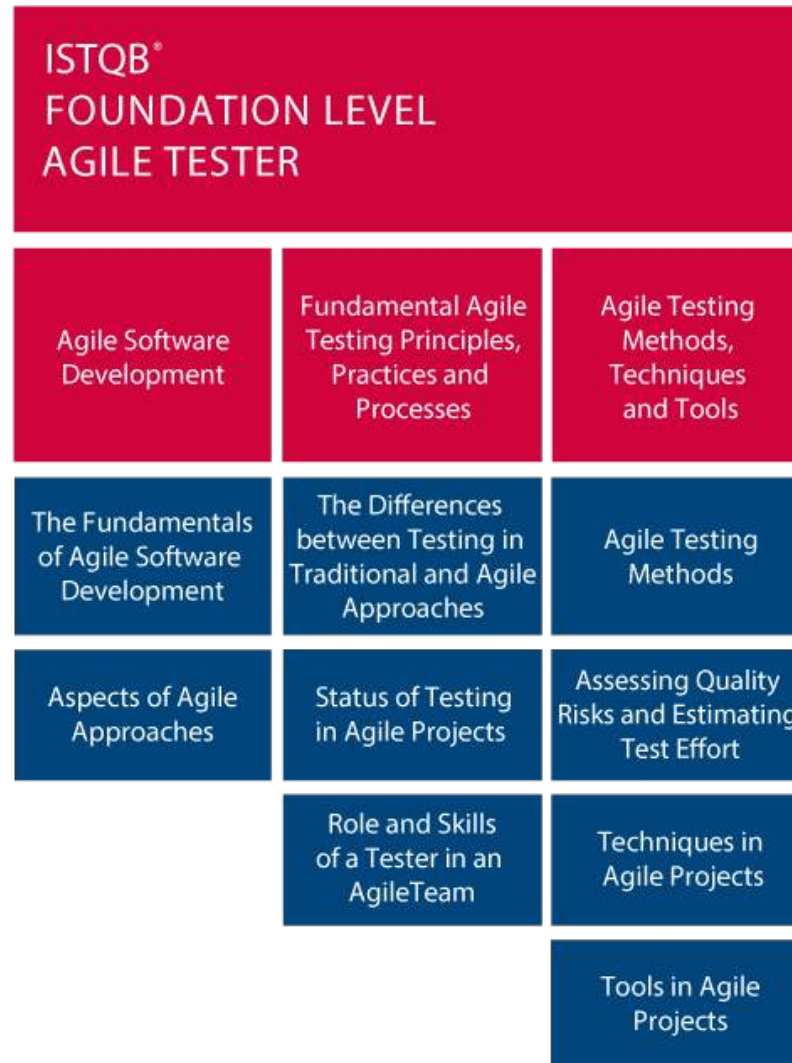 ISTQB®
FOUNDATION LEVEL
AGILE TESTER
Agile Software
Development
Fundamental Agile
Testing Principles,
Practices and
Processes
Agile Testing
Methods,
Techniques
and Tools
The Fundamentals
of Agile Software
Development
The Differences
between Testing in
Traditional and Agile
Approaches
Agile Testing
Methods
Aspects of Agile
Approaches
Status of Testing
in Agile Projects
Assessing Quality
Risks and Estimating
Test Effort
Role and Skills
of a Tester in an
AgileTeam
Techniques in
Agile Projects
Tools in Agile
Projects